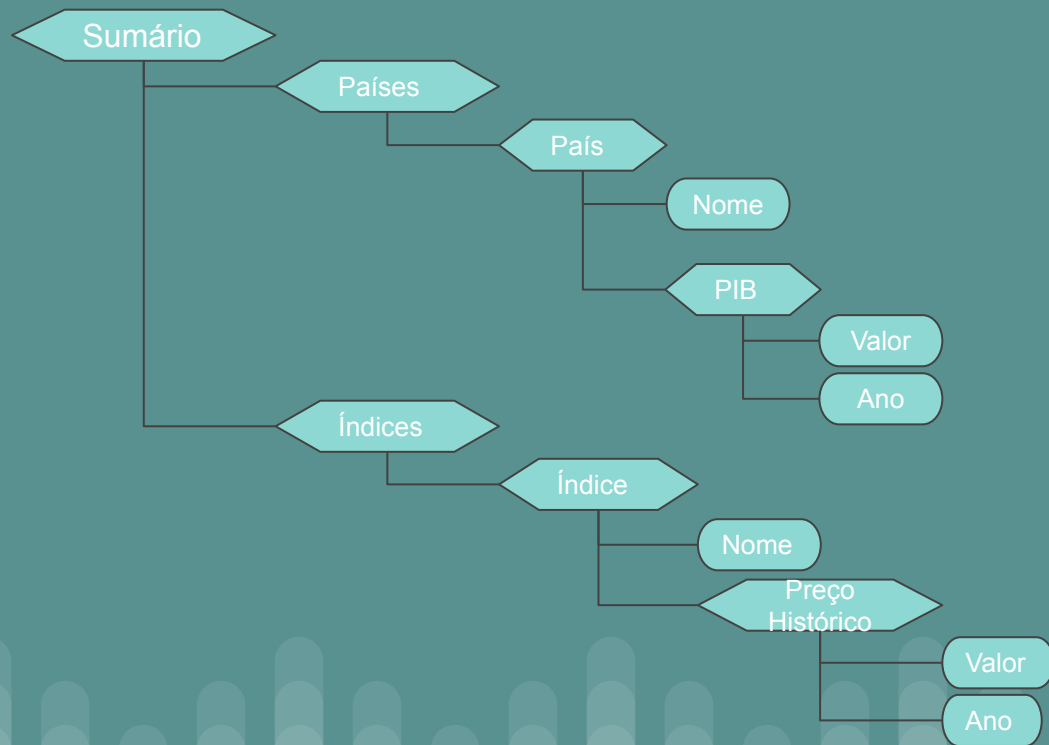 Sumário
Países
País
Nome
PIB
Valor
Ano
Índices
Índice
Nome
Preço
Histórico
Valor
Ano